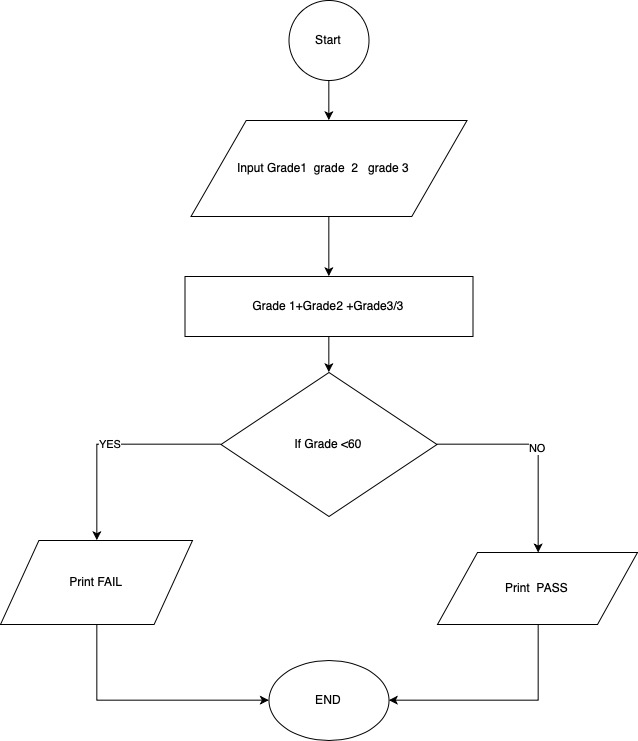 Start
Input Grade1  grade  2   grade 3
Grade 1+Grade2 +Grade3/3
If Grade <60
YES
NO
Print FAIL
Print  PASS
END